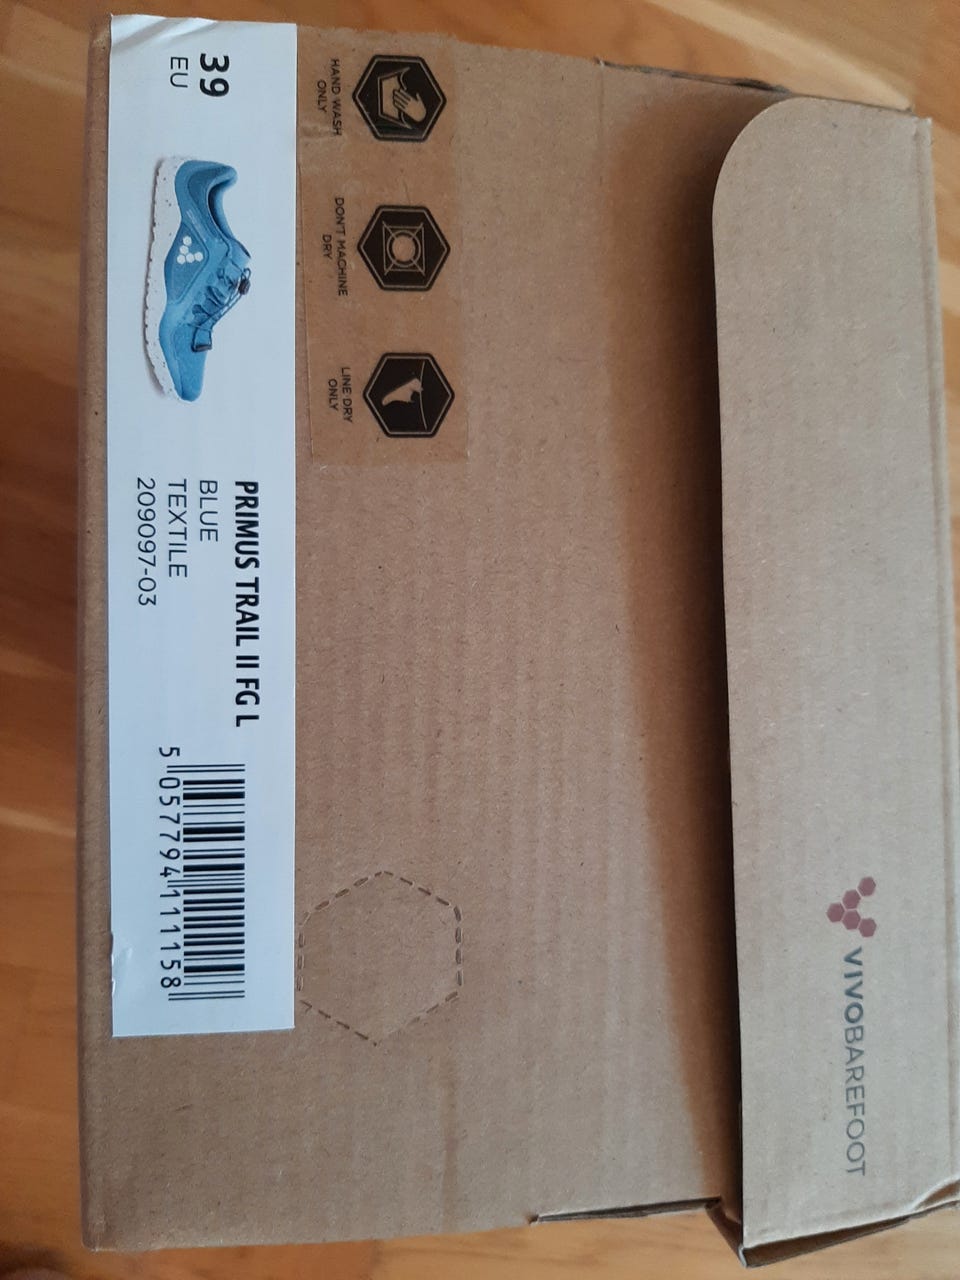 VIVOBAREFOOT
HAND WASH
ONLY
DON'T MACHINE
DRY
LINE DRY
ONLY
39
EU
PRIMUS TRAIL II FG L
BLUE
TEXTILE
209097-03
5 057794 111158